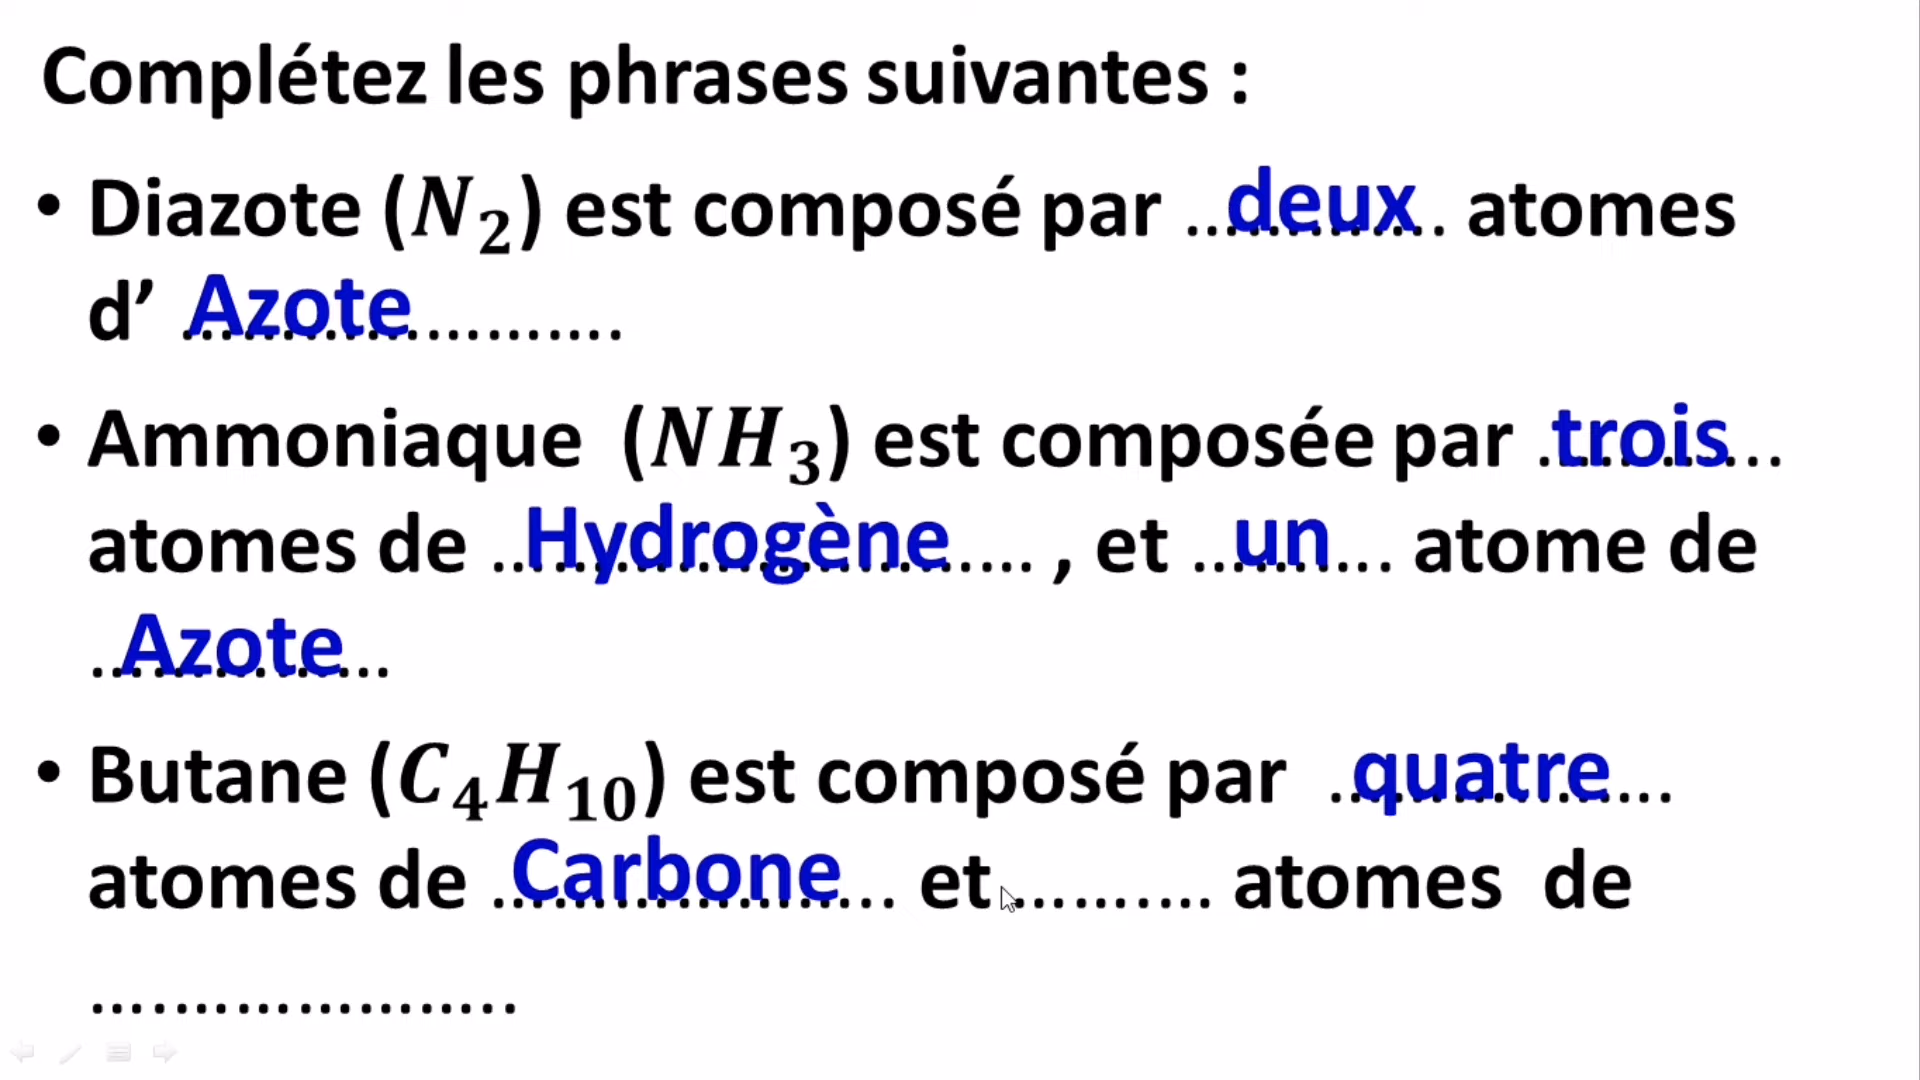 Complétez les phrases suivantes :
• Diazote (N₂) est composé par ...deux... atomes
d’ ...Azote..................
• Ammoniaque (NH₃) est composée par .trois...
atomes de ...Hydrogène.... , et ...un... atome de
..Azote...
• Butane (C₄H₁₀) est composé par .quatre...
atomes de .Carbone... et ............ atomes de
.....................